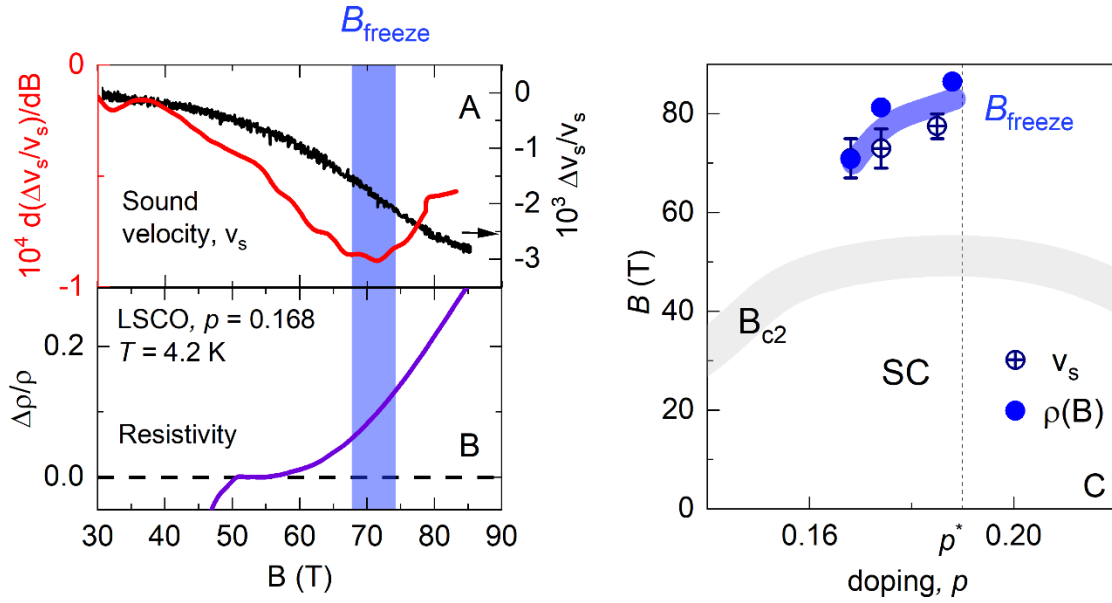 B_freeze
0
-1
10^4 d(Δv_s/v_s)/dB
A
Sound
velocity, v_s
0
-1
-2
-3
10^3 Δv_s/v_s
LSCO, p = 0.168
T = 4.2 K
0.2
0.0
Δρ/ρ
Resistivity
B
30 40 50 60 70 80 90
B (T)
80
60
40
20
0
B (T)
B_freeze
B_c2
SC
v_s
ρ(B)
C
0.16 p* 0.20
doping, p